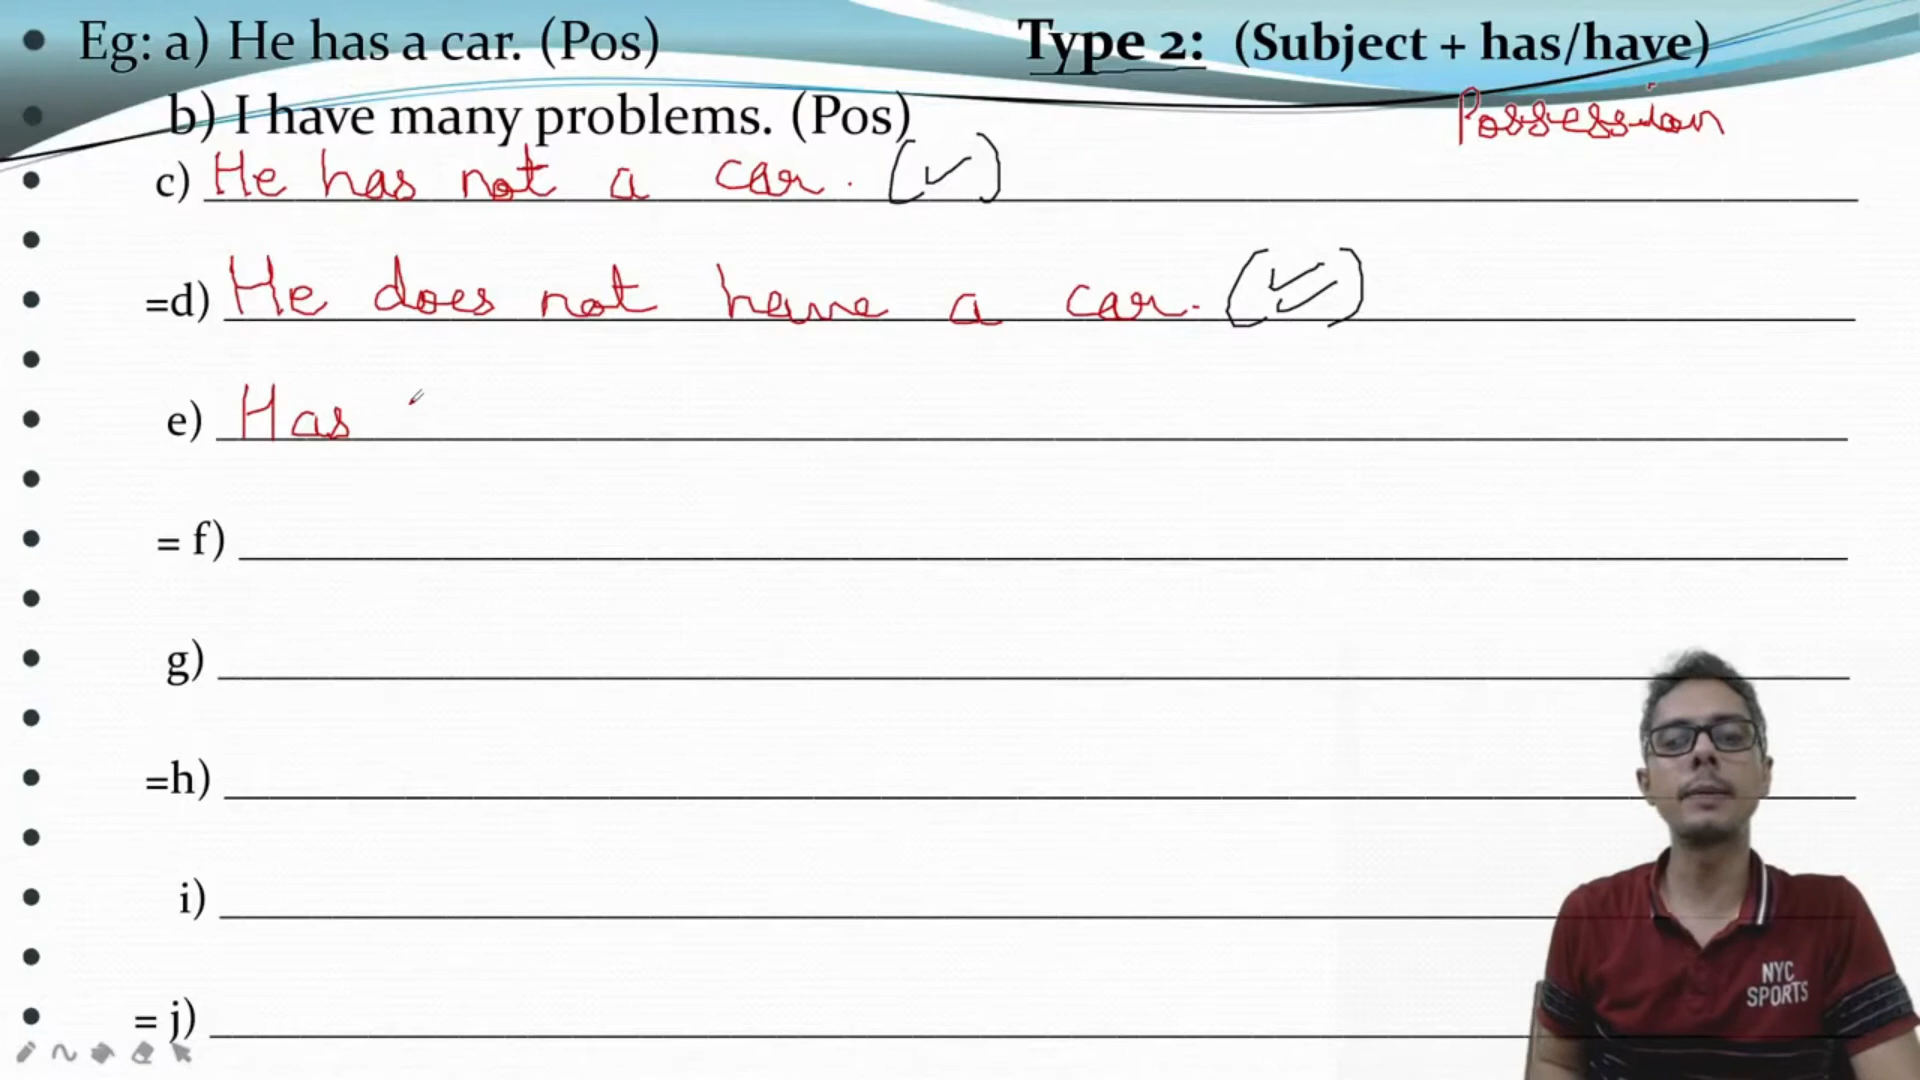 Eg: a) He has a car. (Pos)
Type 2: (Subject + has/have)
b) I have many problems. (Pos)
Possession
c) He has not a car. (✓)
=d) He does not have a car. (✓✓)
e) Has
= f)
g)
=h)
i)
= j)
NYC
SPORTS